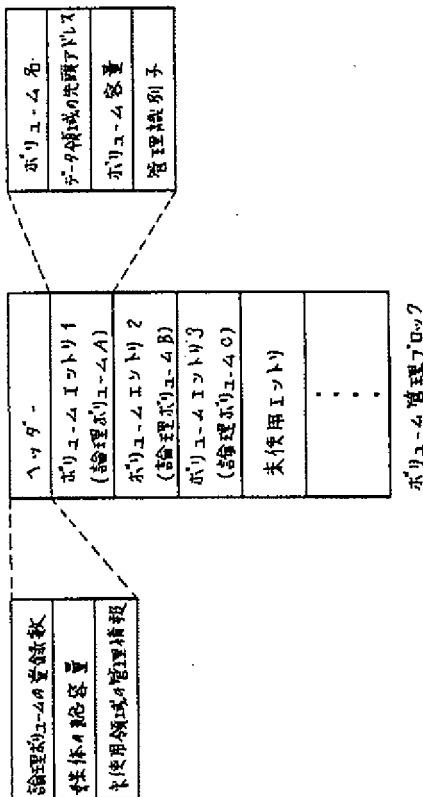 論理ボリュームの登録数
媒体の総容量
未使用領域の管理情報
ヘッダー
ボリュームエントリ1
(論理ボリュームA)
ボリュームエントリ2
(論理ボリュームB)
ボリュームエントリ3
(論理ボリュームC)
未使用エントリ
・・・・
ボリューム管理ブロック
ボリューム名
データ領域の先頭アドレス
ボリューム容量
管理識別子